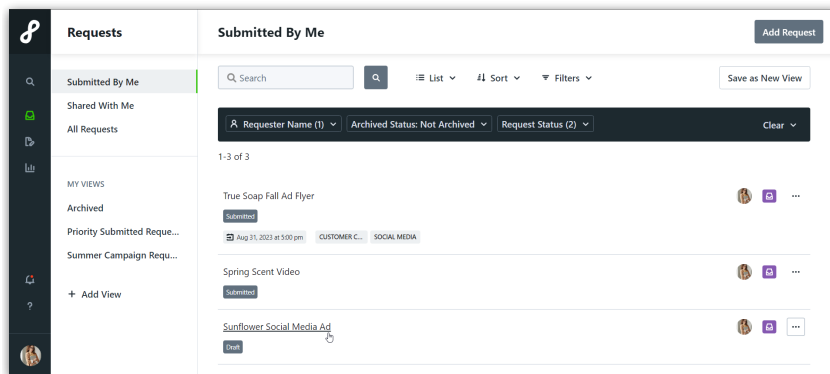 Requests
Submitted By Me
Shared With Me
All Requests
MY VIEWS
Archived
Priority Submitted Reque...
Summer Campaign Requ...
+ Add View
?
Submitted By Me
Add Request
Search
List
Sort
Filters
Save as New View
Requester Name (1)
Archived Status: Not Archived
Request Status (2)
Clear
1-3 of 3
True Soap Fall Ad Flyer
Submitted
Aug 31, 2023 at 5:00 pm
CUSTOMER C...
SOCIAL MEDIA
Spring Scent Video
Submitted
Sunflower Social Media Ad
Draft